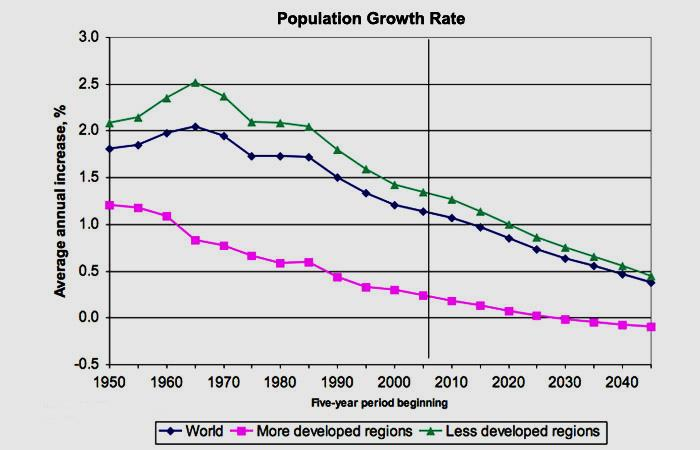 Population Growth Rate
Average annual increase, %
3.0
2.5
2.0
1.5
1.0
0.5
0.0
-0.5
1950 1960 1970 1980 1990 2000 2010 2020 2030 2040
Five-year period beginning
World More developed regions Less developed regions